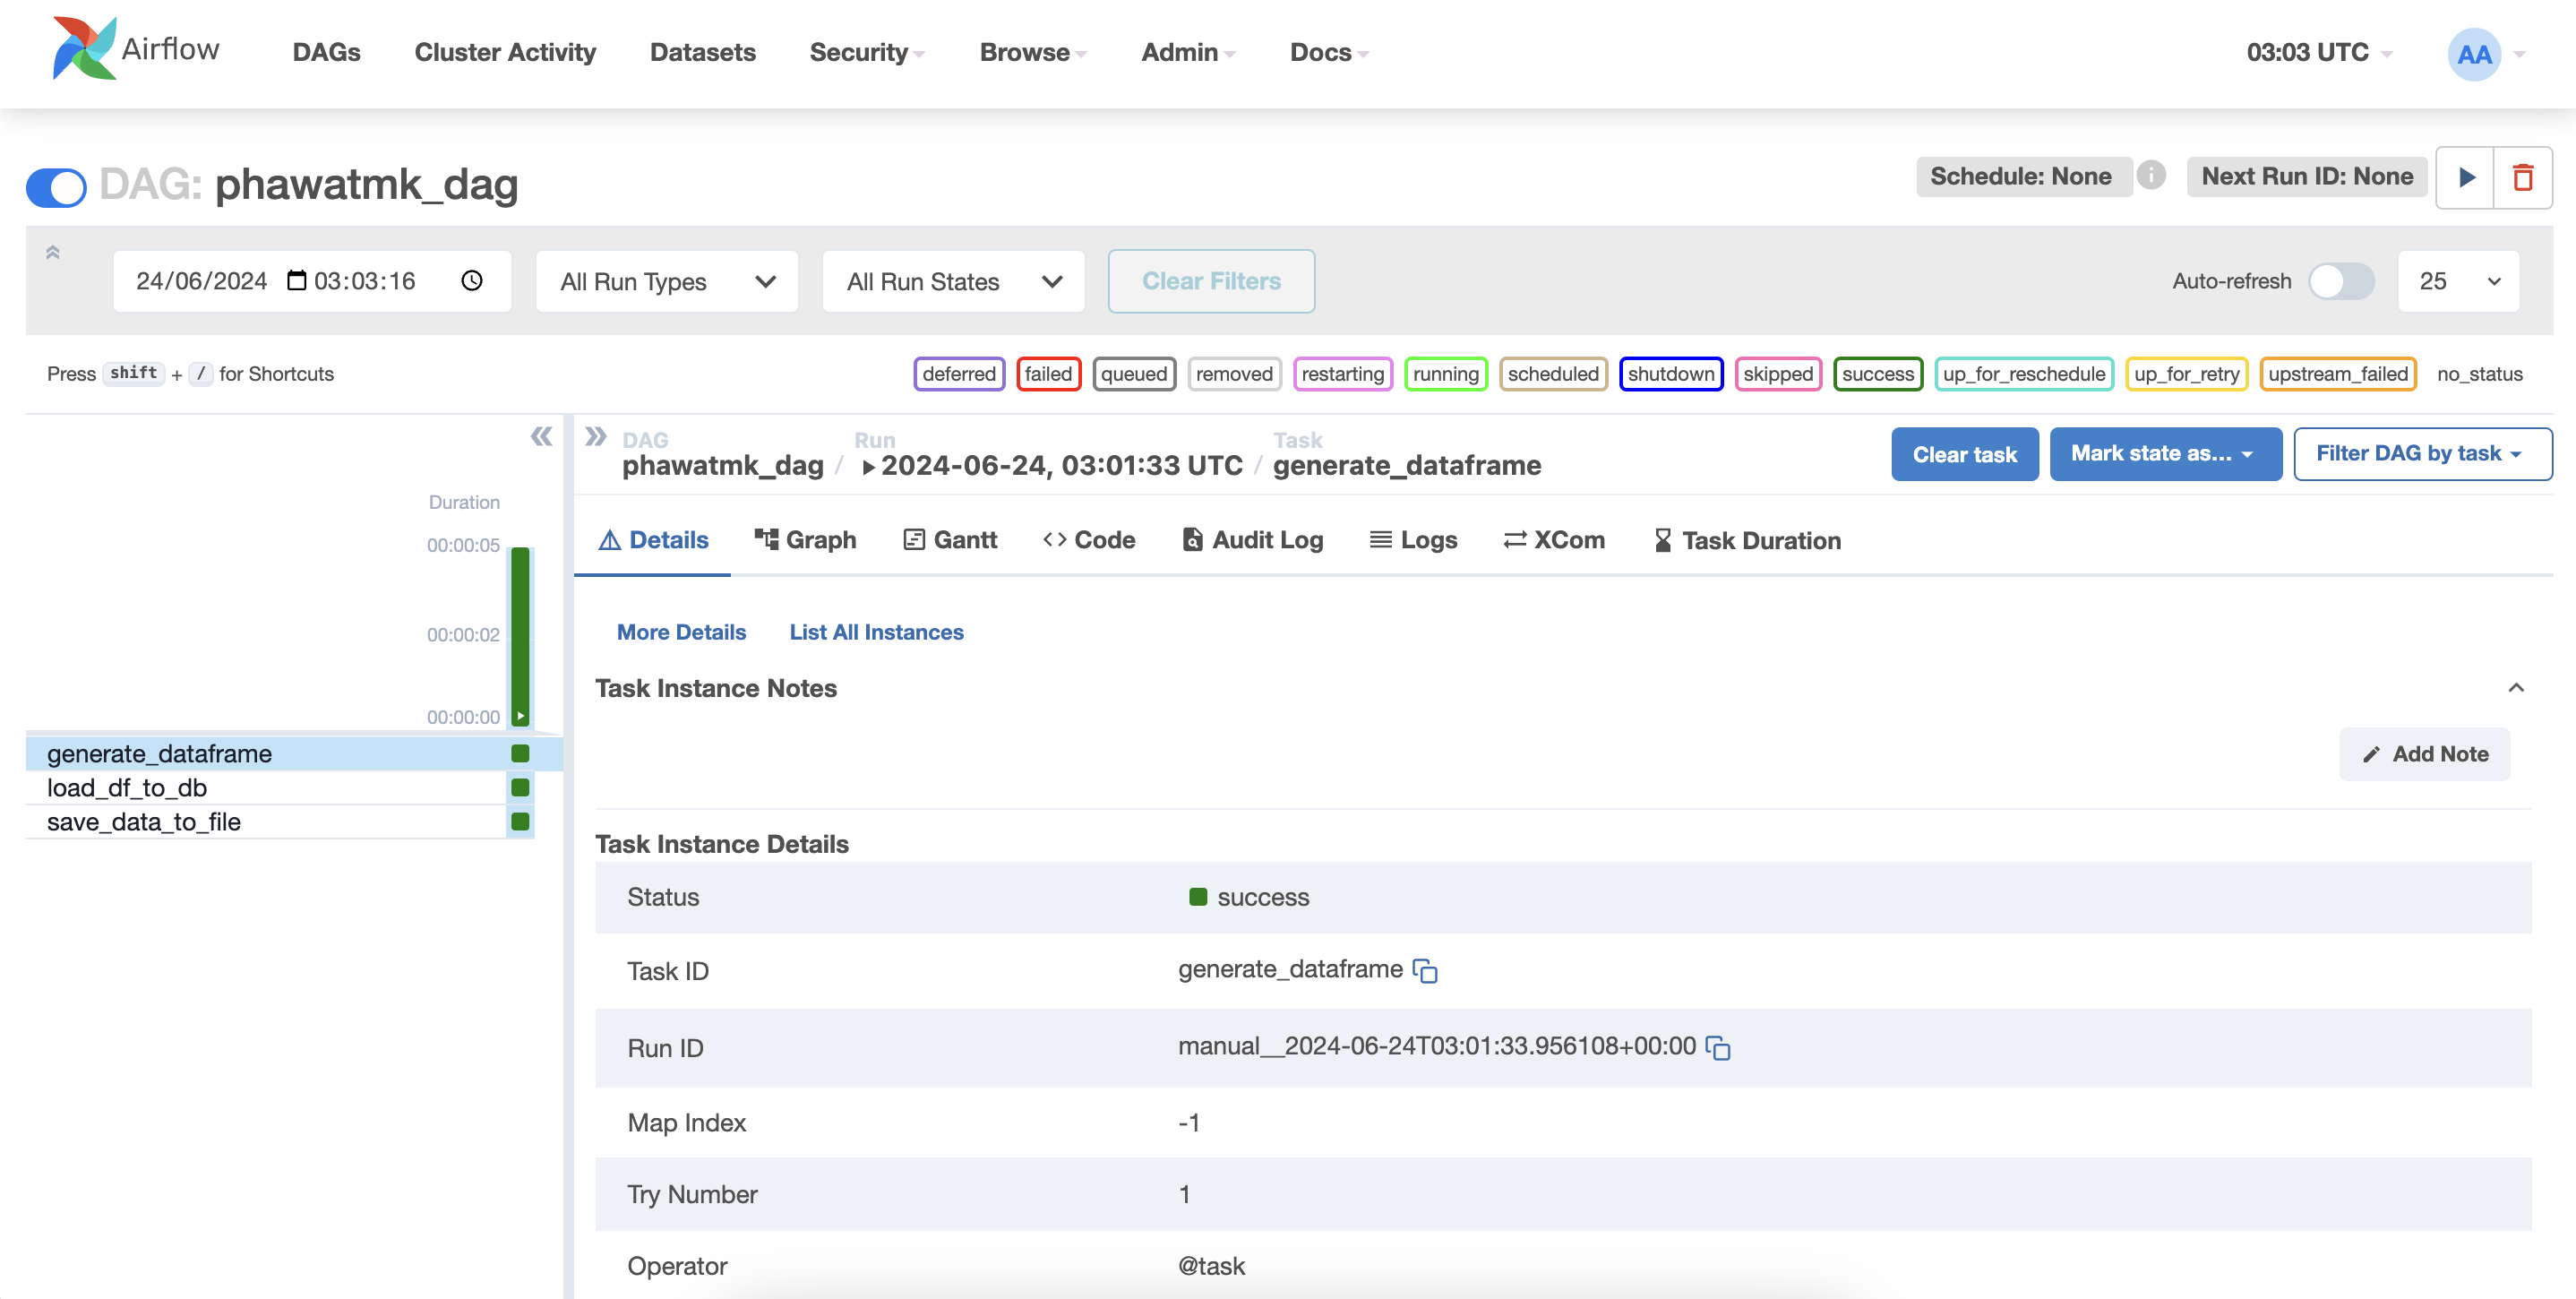 Airflow DAGs Cluster Activity Datasets Security Browse Admin Docs 03:03 UTC AA
DAG: phawatmk_dag Schedule: None i Next Run ID: None
24/06/2024 03:03:16 All Run Types All Run States Clear Filters Auto-refresh 25
Press shift + / for Shortcuts deferred failed queued removed restarting running scheduled shutdown skipped success up_for_reschedule up_for_retry upstream_failed no_status
Duration
00:00:05
00:00:02
00:00:00
generate_dataframe
load_df_to_db
save_data_to_file
DAG Run Task
phawatmk_dag / 2024-06-24, 03:01:33 UTC / generate_dataframe
Clear task Mark state as... Filter DAG by task
Details Graph Gantt Code Audit Log Logs XCom Task Duration
More Details List All Instances
Task Instance Notes
Add Note
Task Instance Details
Status success
Task ID generate_dataframe
Run ID manual__2024-06-24T03:01:33.956108+00:00
Map Index -1
Try Number 1
Operator @task